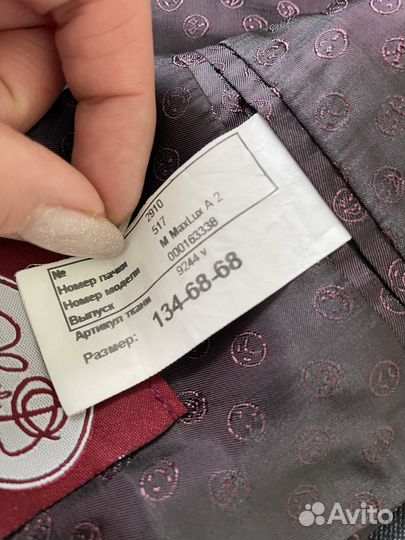 № 2910
Номер пачки 517
Номер модели M MaxLux A 2
Выпуск 000163338
Артикул ткани 9244 v
Размер: 134-68-68
Avito